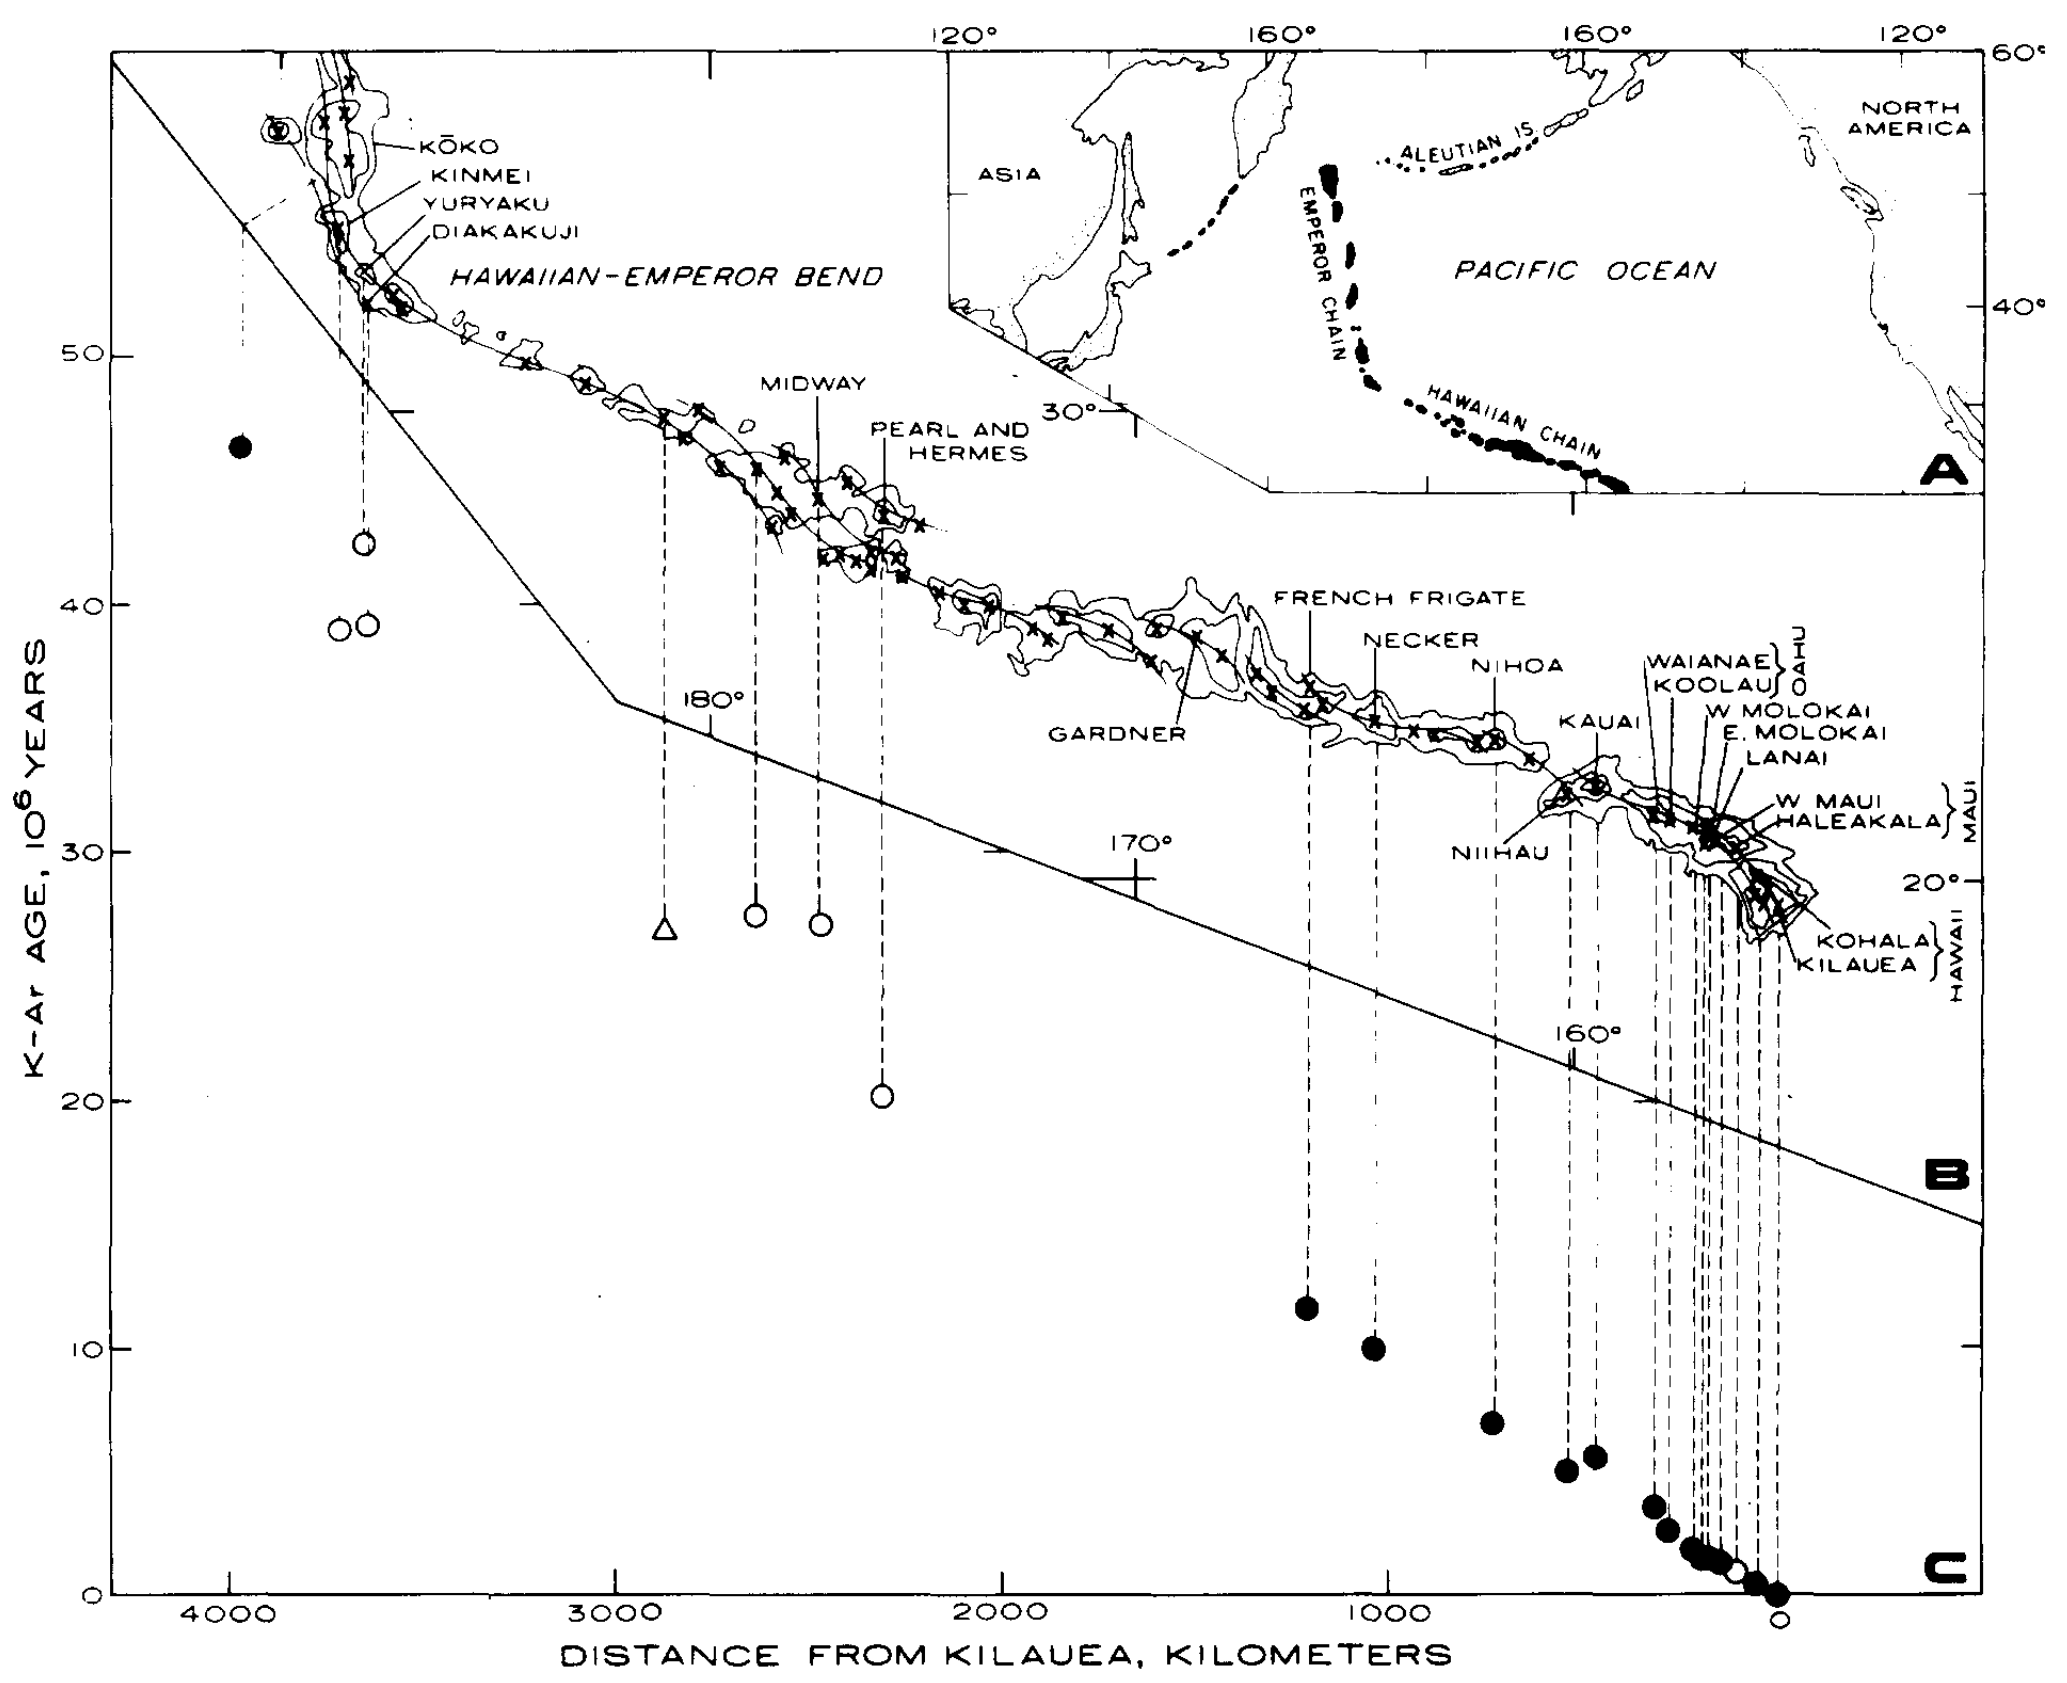 120° 160° 160° 120°
60°
NORTH
AMERICA
ASIA
ALEUTIAN IS.
EMPEROR CHAIN
PACIFIC OCEAN
40°
HAWAIIAN CHAIN
30°
A
KŌKO
KINMEI
YURYAKU
DIAKAKUJI
HAWAIIAN-EMPEROR BEND
MIDWAY
PEARL AND
HERMES
FRENCH FRIGATE
NECKER
NIHOA
GARDNER
KAUAI
NIIHAU
WAIANAE
KOOLAU
OAHU
W MOLOKAI
E. MOLOKAI
LANAI
W MAUI
HALEAKALA
MAUI
20°
KOHALA
KILAUEA
HAWAII
180°
170°
160°
B
C
K-Ar AGE, 10⁶ YEARS
50
40
30
20
10
0
4000 3000 2000 1000 0
DISTANCE FROM KILAUEA, KILOMETERS